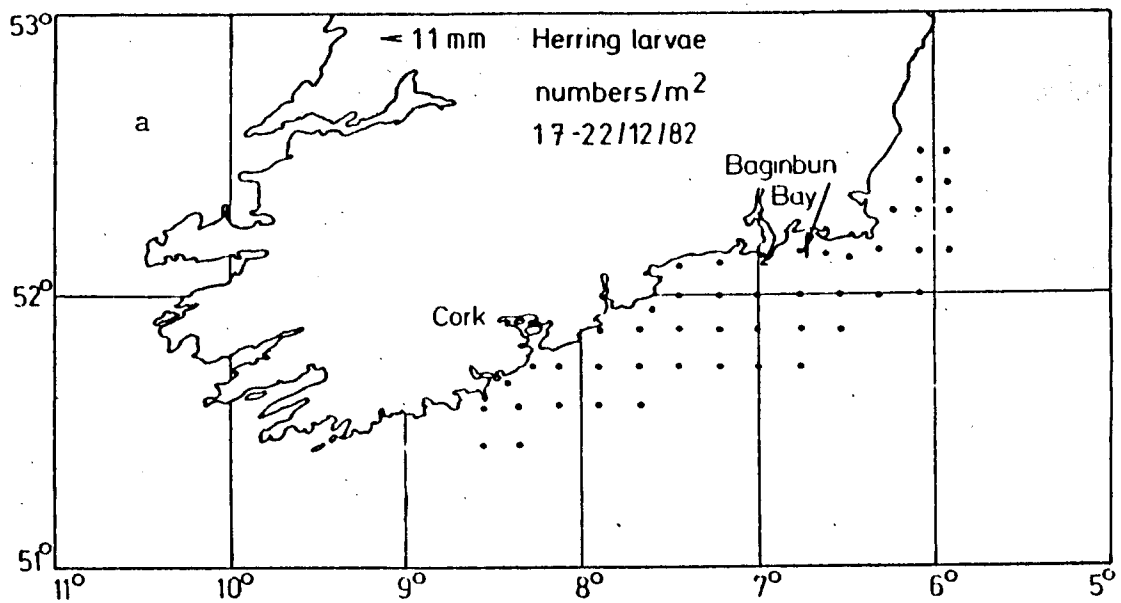 53°
< 11 mm Herring larvae
numbers/m²
17-22/12/82
a
Baginbun
Bay
52°
Cork
51°
11° 10° 9° 8° 7° 6° 5°